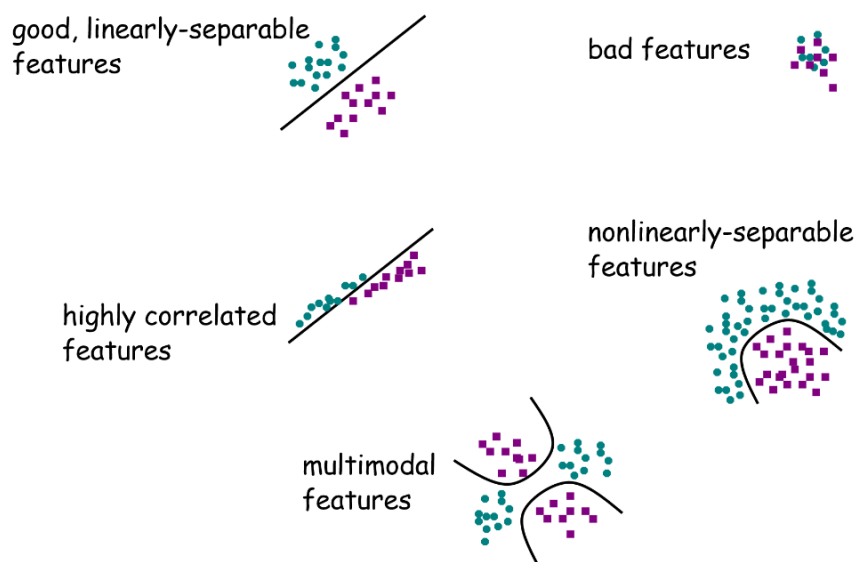 good, linearly-separable
features
bad features
nonlinearly-separable
features
highly correlated
features
multimodal
features